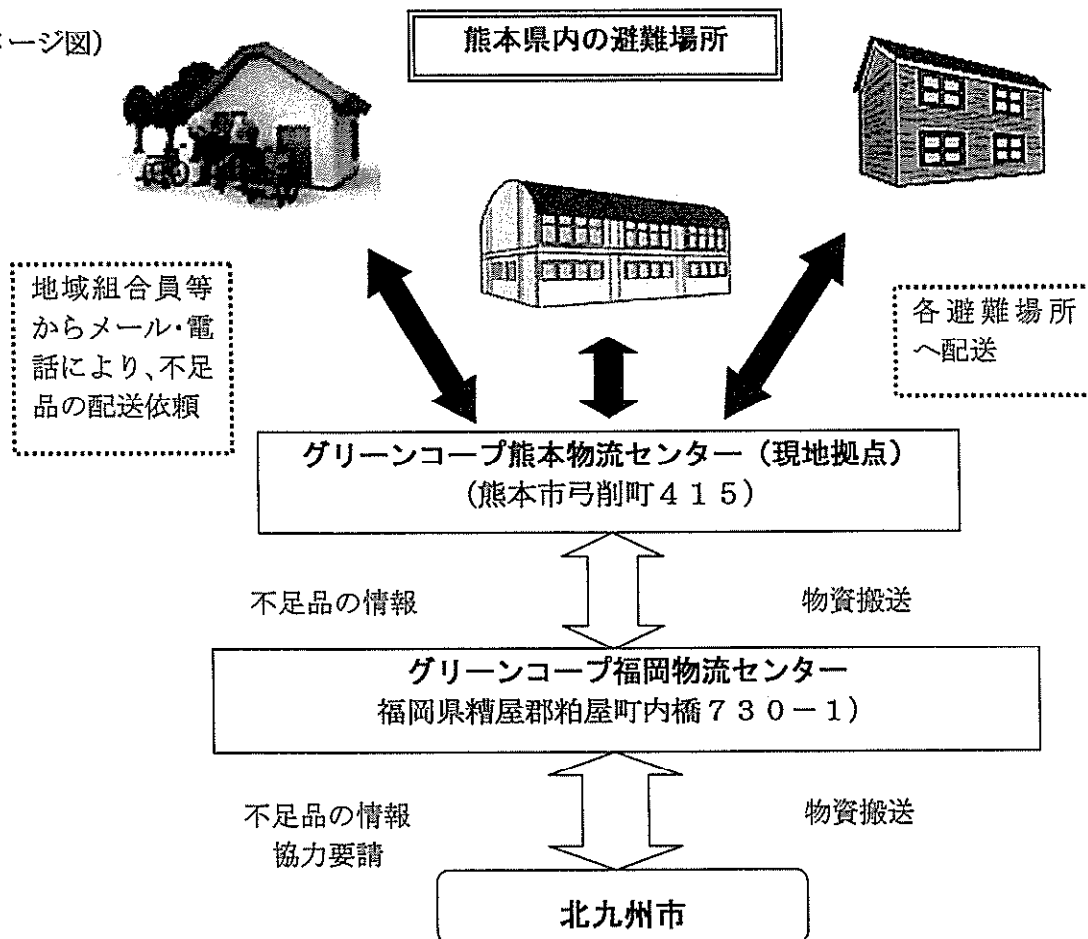 ージ図)
熊本県内の避難場所
地域組合員等
からメール・電
話により、不足
品の配送依頼
各避難場所
へ配送
グリーンコープ熊本物流センター（現地拠点）
(熊本市弓削町４１５)
不足品の情報
物資搬送
グリーンコープ福岡物流センター
福岡県糟屋郡粕屋町内橋７３０－１)
不足品の情報
協力要請
物資搬送
北九州市